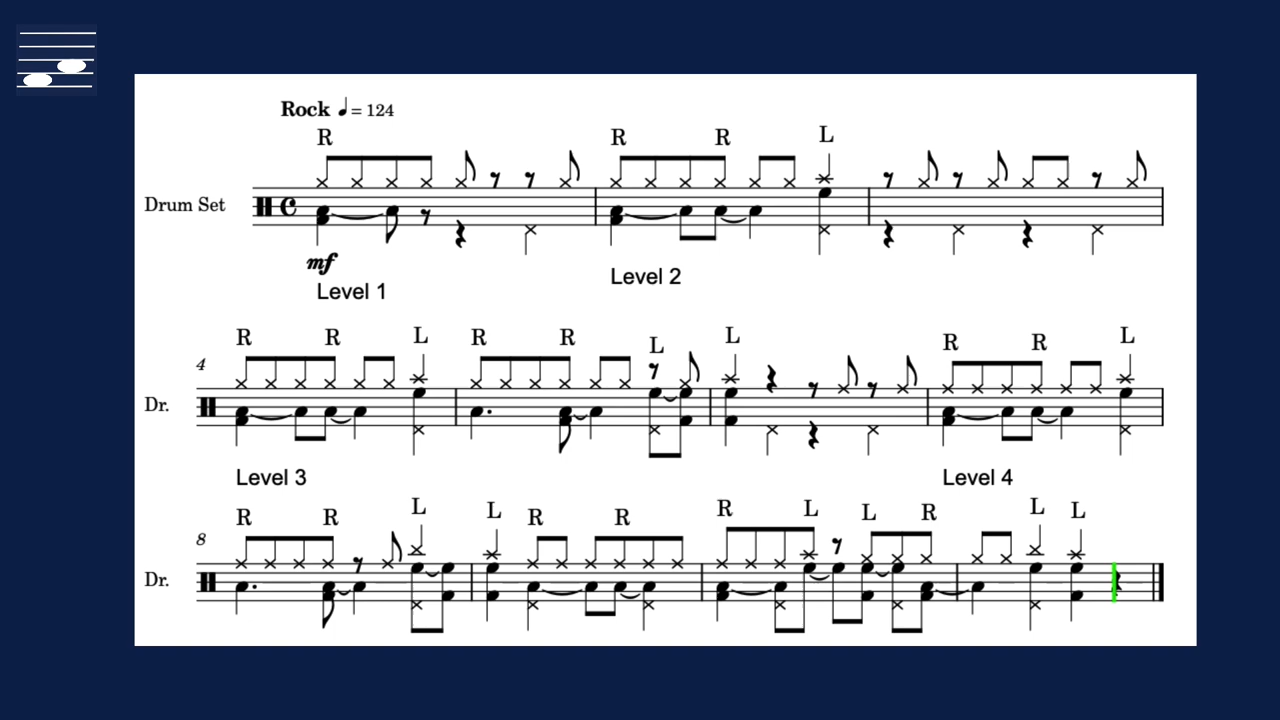 Rock ♩ = 124
R R R L
Drum Set
mf
Level 1 Level 2
R R L R R L L R R L
4
Dr.
Level 3 Level 4
R R L L R R R L L R L L
8
Dr.